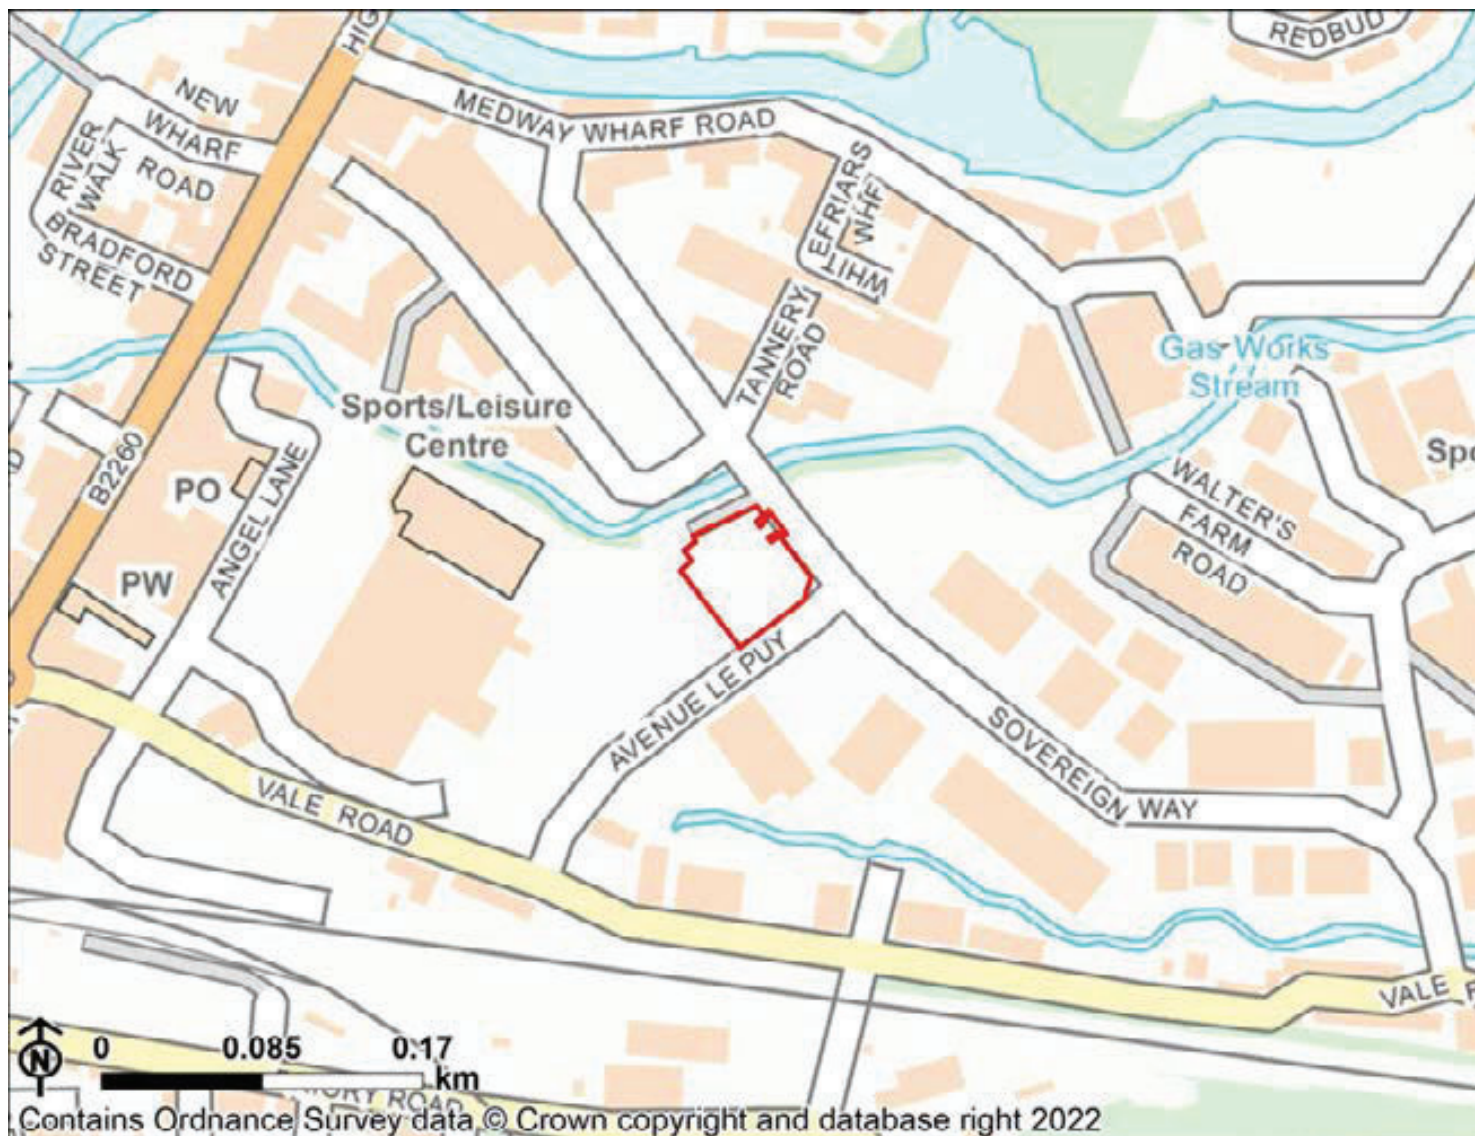 REDBUD
HIG
NEW
WHARF
ROAD
RIVER
WALK
BRADFORD
STREET
MEDWAY WHARF ROAD
WHITEFRIARS
WHF
TANNERY
ROAD
Gas Works
Stream
Sports/Leisure
Centre
B2260
PO
ANGEL LANE
PW
WALTER'S
FARM
ROAD
Spo
AVENUE LE PUY
SOVEREIGN WAY
VALE ROAD
VALE
0 0.085 0.17
km
N
Contains Ordnance Survey data © Crown copyright and database right 2022